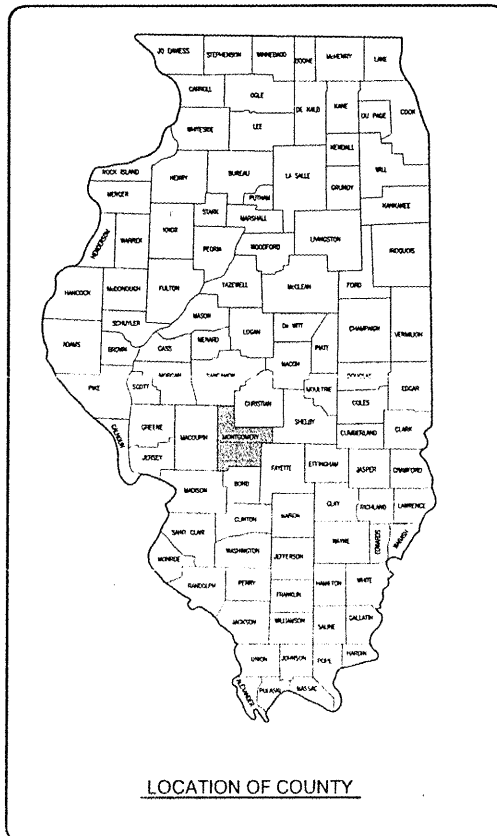 JO DAVIESS STEPHENSON WINNEBAGO BOONE McHENRY LAKE
CARROLL OGLE DE KALB KANE COOK
DU PAGE
WHITESIDE LEE
KENDALL
ROCK ISLAND HENRY BUREAU LA SALLE GRUNDY WILL
MERCER PUTNAM KANKAKEE
HENDERSON WARREN KNOX STARK MARSHALL
PEORIA WOODFORD LIVINGSTON IROQUOIS
HANCOCK McDONOUGH FULTON TAZEWELL McCLEAN FORD
SCHUYLER MASON
ADAMS BROWN CASS MENARD LOGAN De WITT PIATT CHAMPAIGN VERMILION
MACON
PIKE SCOTT MORGAN SANGAMON MOULTRIE DOUGLAS EDGAR
CHRISTIAN COLES
CALHOUN GREENE MACOUPIN MONTGOMERY SHELBY CUMBERLAND CLARK
JERSEY FAYETTE EFFINGHAM JASPER CRAWFORD
MADISON BOND
CLAY RICHLAND LAWRENCE
CLINTON MARION
SAINT CLAIR WAYNE EDWARDS WABASH
WASHINGTON JEFFERSON
MONROE
RANDOLPH PERRY HAMILTON WHITE
FRANKLIN
JACKSON WILLIAMSON SALINE GALLATIN
UNION JOHNSON POPE HARDIN
ALEXANDER PULASKI MASSAC
LOCATION OF COUNTY